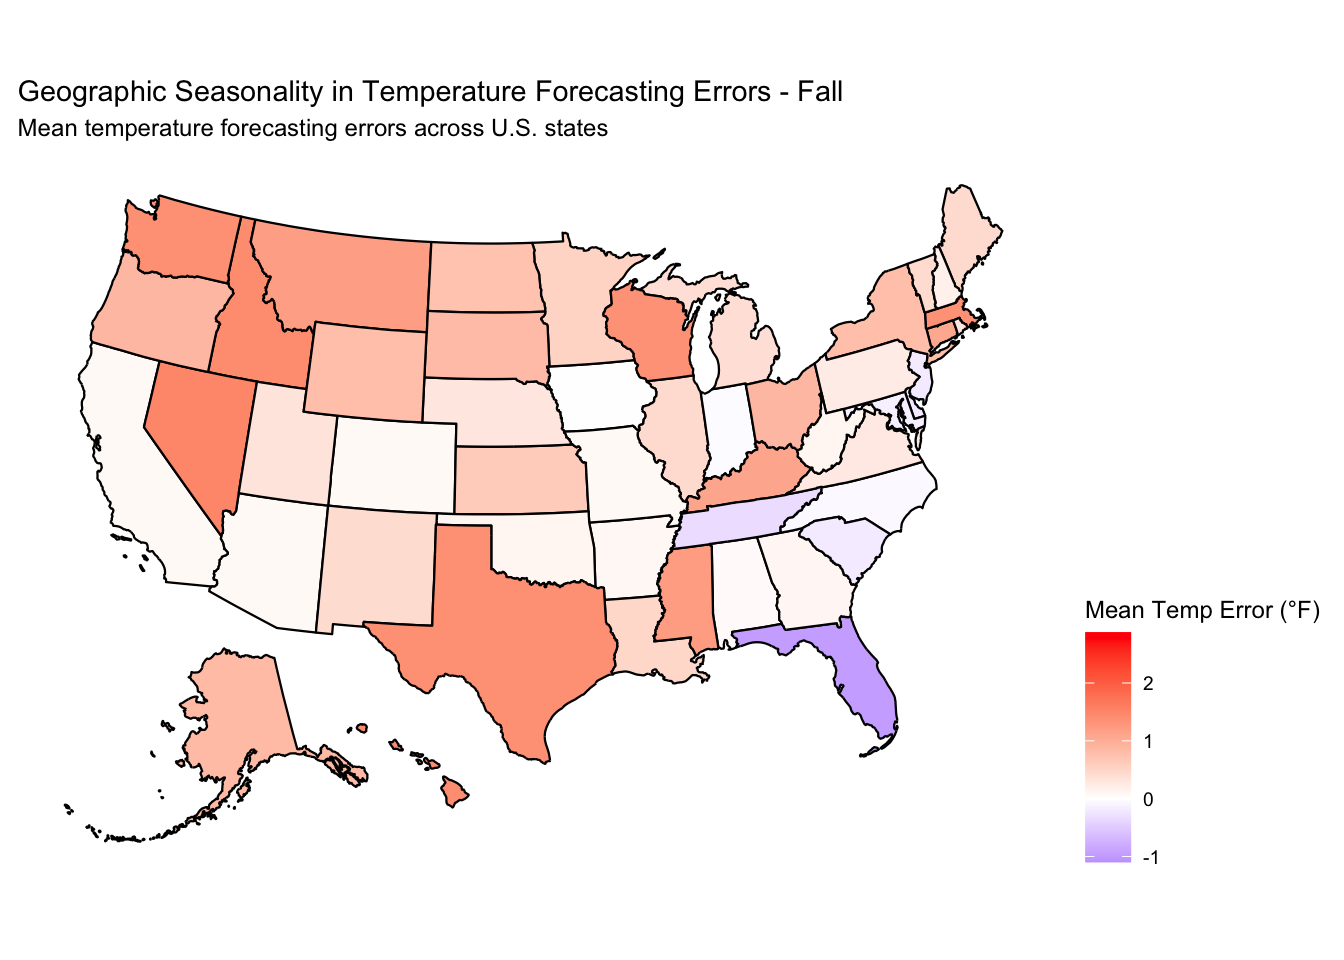 Geographic Seasonality in Temperature Forecasting Errors - Fall
Mean temperature forecasting errors across U.S. states
Mean Temp Error (°F)
2
1
0
-1